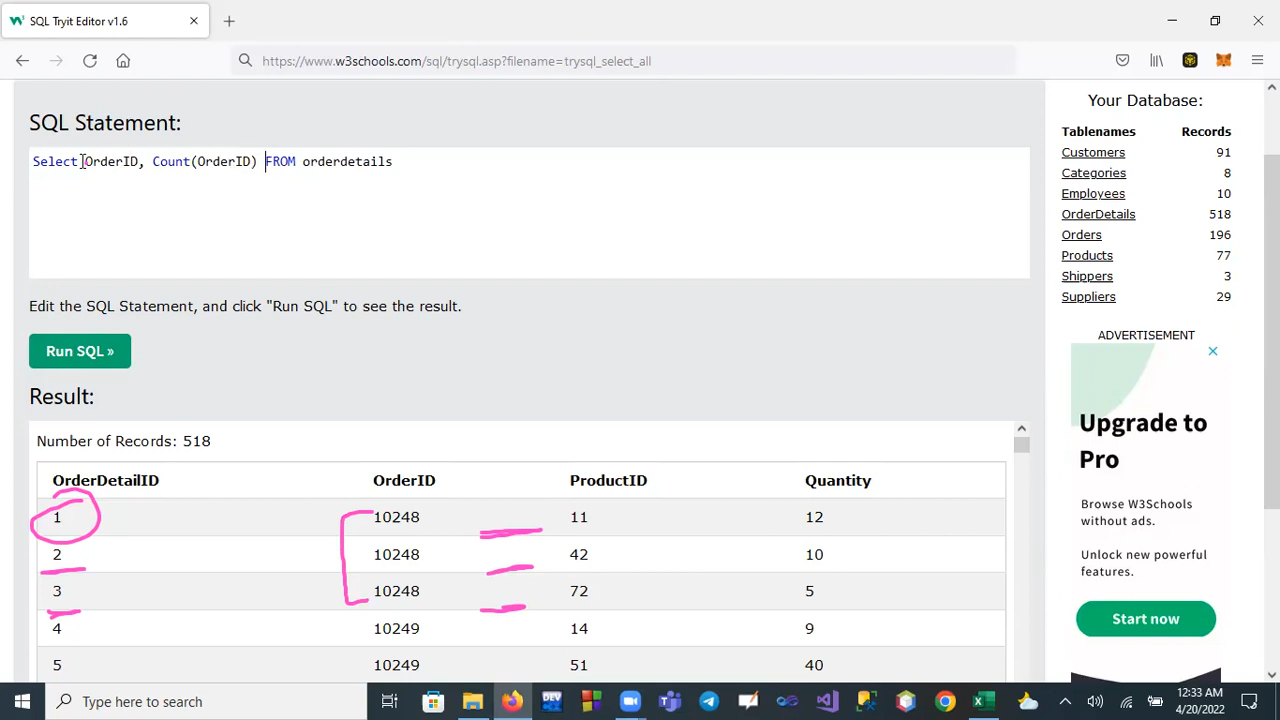 SQL Tryit Editor v1.6
https://www.w3schools.com/sql/trysql.asp?filename=trysql_select_all
SQL Statement:
Select OrderID, Count(OrderID) FROM orderdetails
Edit the SQL Statement, and click "Run SQL" to see the result.
Run SQL »
Result:
Number of Records: 518
OrderDetailID OrderID ProductID Quantity
1 10248 11 12
2 10248 42 10
3 10248 72 5
4 10249 14 9
5 10249 51 40
Your Database:
Tablenames Records
Customers 91
Categories 8
Employees 10
OrderDetails 518
Orders 196
Products 77
Shippers 3
Suppliers 29
ADVERTISEMENT
Upgrade to
Pro
Browse W3Schools
without ads.
Unlock new powerful
features.
Start now
Type here to search
DEV
12:33 AM
4/20/2022